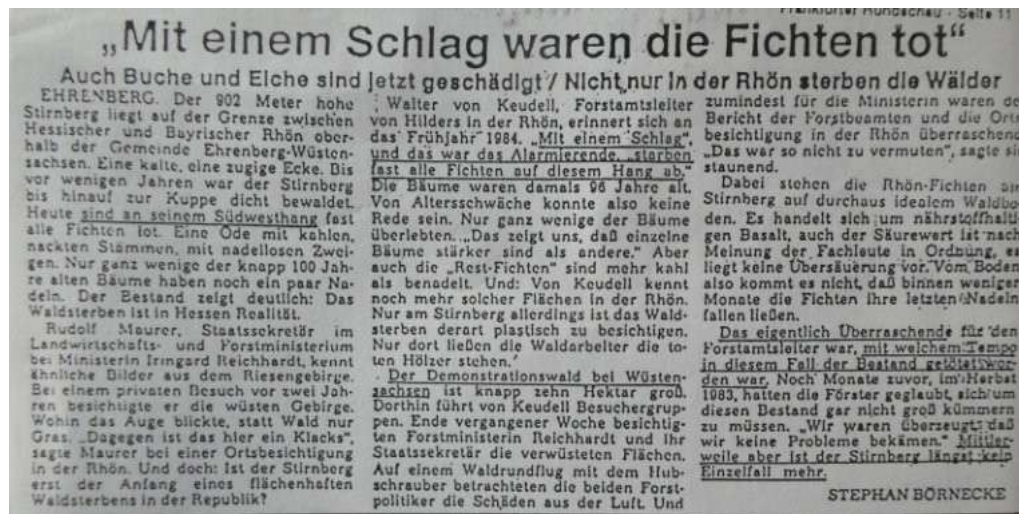 Frankfurter Rundschau - Seite 11
„Mit einem Schlag waren die Fichten tot“
Auch Buche und Eiche sind jetzt geschädigt / Nicht nur in der Rhön sterben die Wälder
EHRENBERG. Der 902 Meter hohe
Stirnberg liegt auf der Grenze zwischen
Hessischer und Bayrischer Rhön ober-
halb der Gemeinde Ehrenberg-Wüsten-
sachsen. Eine kalte, eine zugige Ecke. Bis
vor wenigen Jahren war der Stirnberg
bis hinauf zur Kuppe dicht bewaldet.
Heute sind an seinem Südwesthang fast
alle Fichten tot. Eine Öde mit kahlen,
nackten Stämmen, mit nadellosen Zwei-
gen. Nur ganz wenige der knapp 100 Jah-
re alten Bäume haben noch ein paar Na-
deln. Der Bestand zeigt deutlich: Das
Waldsterben ist in Hessen Realität.
Rudolf Maurer, Staatssekretär im
Landwirtschafts- und Forstministerium
bei Ministerin Irmgard Reichhardt, kennt
ähnliche Bilder aus dem Riesengebirge.
Bei einem privaten Besuch vor zwei Jah-
ren besichtigte er die wüsten Gebirge.
Wohin das Auge blickte, statt Wald nur
Gras. „Dagegen ist das hier ein Klacks“,
sagte Maurer bei einer Ortsbesichtigung
in der Rhön. Und doch: Ist der Stirnberg
erst der Anfang eines flächenhaften
Waldsterbens in der Republik?
Walter von Keudell, Forstamtsleiter
von Hilders in der Rhön, erinnert sich an
das Frühjahr 1984. „Mit einem Schlag“,
und das war das Alarmierende, „starben
fast alle Fichten auf diesem Hang ab.“
Die Bäume waren damals 96 Jahre alt.
Von Altersschwäche konnte also keine
Rede sein. Nur ganz wenige der Bäume
überlebten. „Das zeigt uns, daß einzelne
Bäume stärker sind als andere.“ Aber
auch die „Rest-Fichten“ sind mehr kahl
als benadelt. Und: Von Keudell kennt
noch mehr solcher Flächen in der Rhön.
Nur am Stirnberg allerdings ist das Wald-
sterben derart plastisch zu besichtigen.
Nur dort ließen die Waldarbeiter die to-
ten Hölzer stehen.
Der Demonstrationswald bei Wüsten-
sachsen ist knapp zehn Hektar groß.
Dorthin führt von Keudell Besuchergrup-
pen. Ende vergangener Woche besichtig-
ten Forstministerin Reichhardt und ihr
Staatssekretär die verwüsteten Flächen.
Auf einem Waldrundflug mit dem Hub-
schrauber betrachteten die beiden Forst-
politiker die Schäden aus der Luft. Und
zumindest für die Ministerin waren de
Bericht der Forstbeamten und die Orts
besichtigung in der Rhön überraschend
„Das war so nicht zu vermuten“, sagte si
staunend.
Dabei stehen die Rhön-Fichten am
Stirnberg auf durchaus idealem Waldbo
den. Es handelt sich um nährstoffhalti
gen Basalt, auch der Säurewert ist nach
Meinung der Fachleute in Ordnung, es
liegt keine Übersäuerung vor. Vom Boden
also kommt es nicht, daß binnen weniger
Monate die Fichten ihre letzten Nadeln
fallen ließen.
Das eigentlich Überraschende für den
Forstamtsleiter war, mit welchem Tempo
in diesem Fall der Bestand getötet wor-
den war. Noch Monate zuvor, im Herbst
1983, hatten die Förster geglaubt, sich um
diesen Bestand gar nicht groß kümmern
zu müssen. „Wir waren überzeugt, daß
wir keine Probleme bekämen.“ Mittler-
weile aber ist der Stirnberg längst kein
Einzelfall mehr.
STEPHAN BÖRNECKE